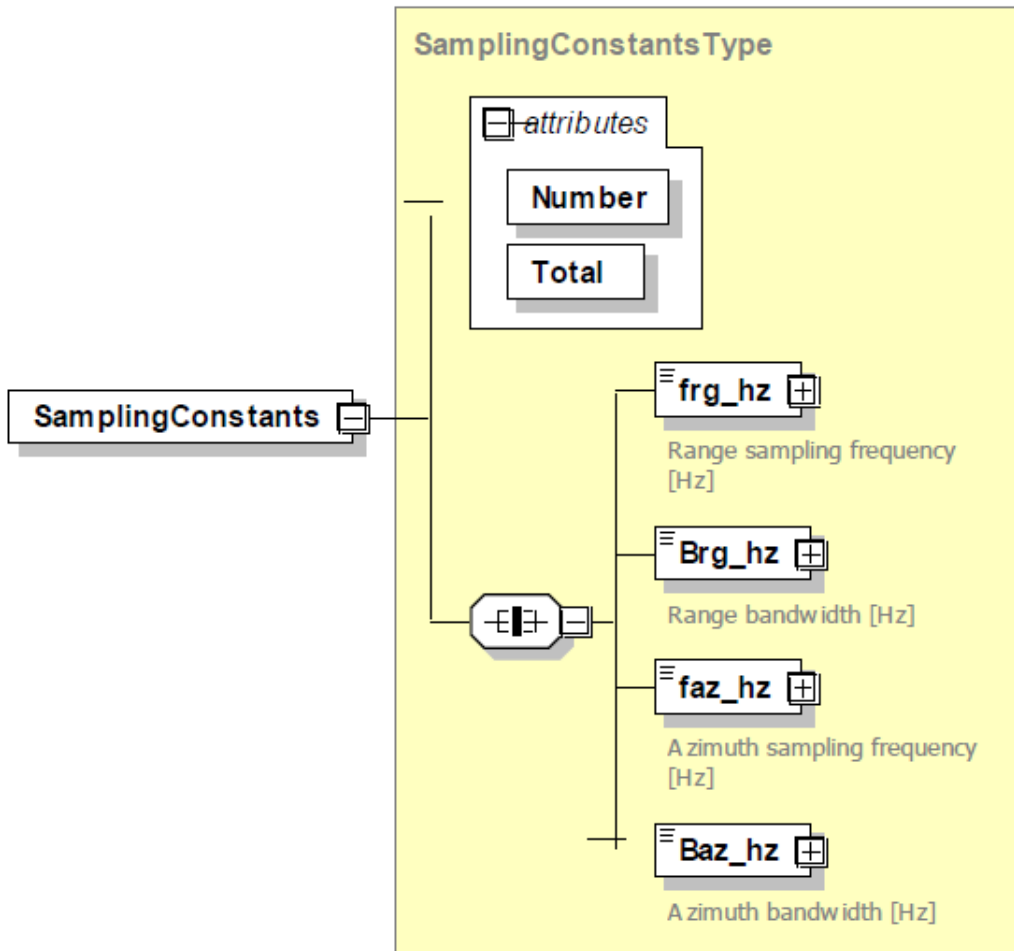 SamplingConstantsType
attributes
Number
Total
SamplingConstants
frg_hz
Range sampling frequency
[Hz]
Brg_hz
Range bandwidth [Hz]
faz_hz
Azimuth sampling frequency
[Hz]
Baz_hz
Azimuth bandwidth [Hz]